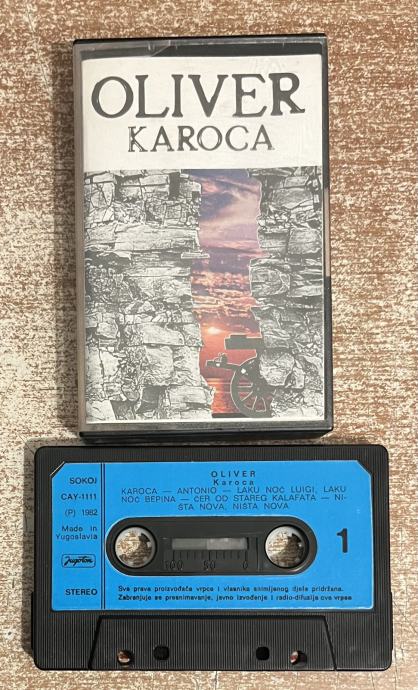 OLIVER
KAROCA
SOKOJ
CAY-1111
(P) 1982
Made in
Yugoslavia
Jugoton
STEREO
OLIVER
Karoca
KAROCA — ANTONIO — LAKU NOĆ LUIGI, LAKU
NOĆ BEPINA — ĆER OD STAREG KALAFATA — NI-
ŠTA NOVA, NIŠTA NOVA
100 50 0
1
Sva prava proizvođača vrpce i vlasnika snimljenog djela pridržana.
Zabranjuje se presnimavanje, javno izvođenje i radio-difuzija ove vrpce